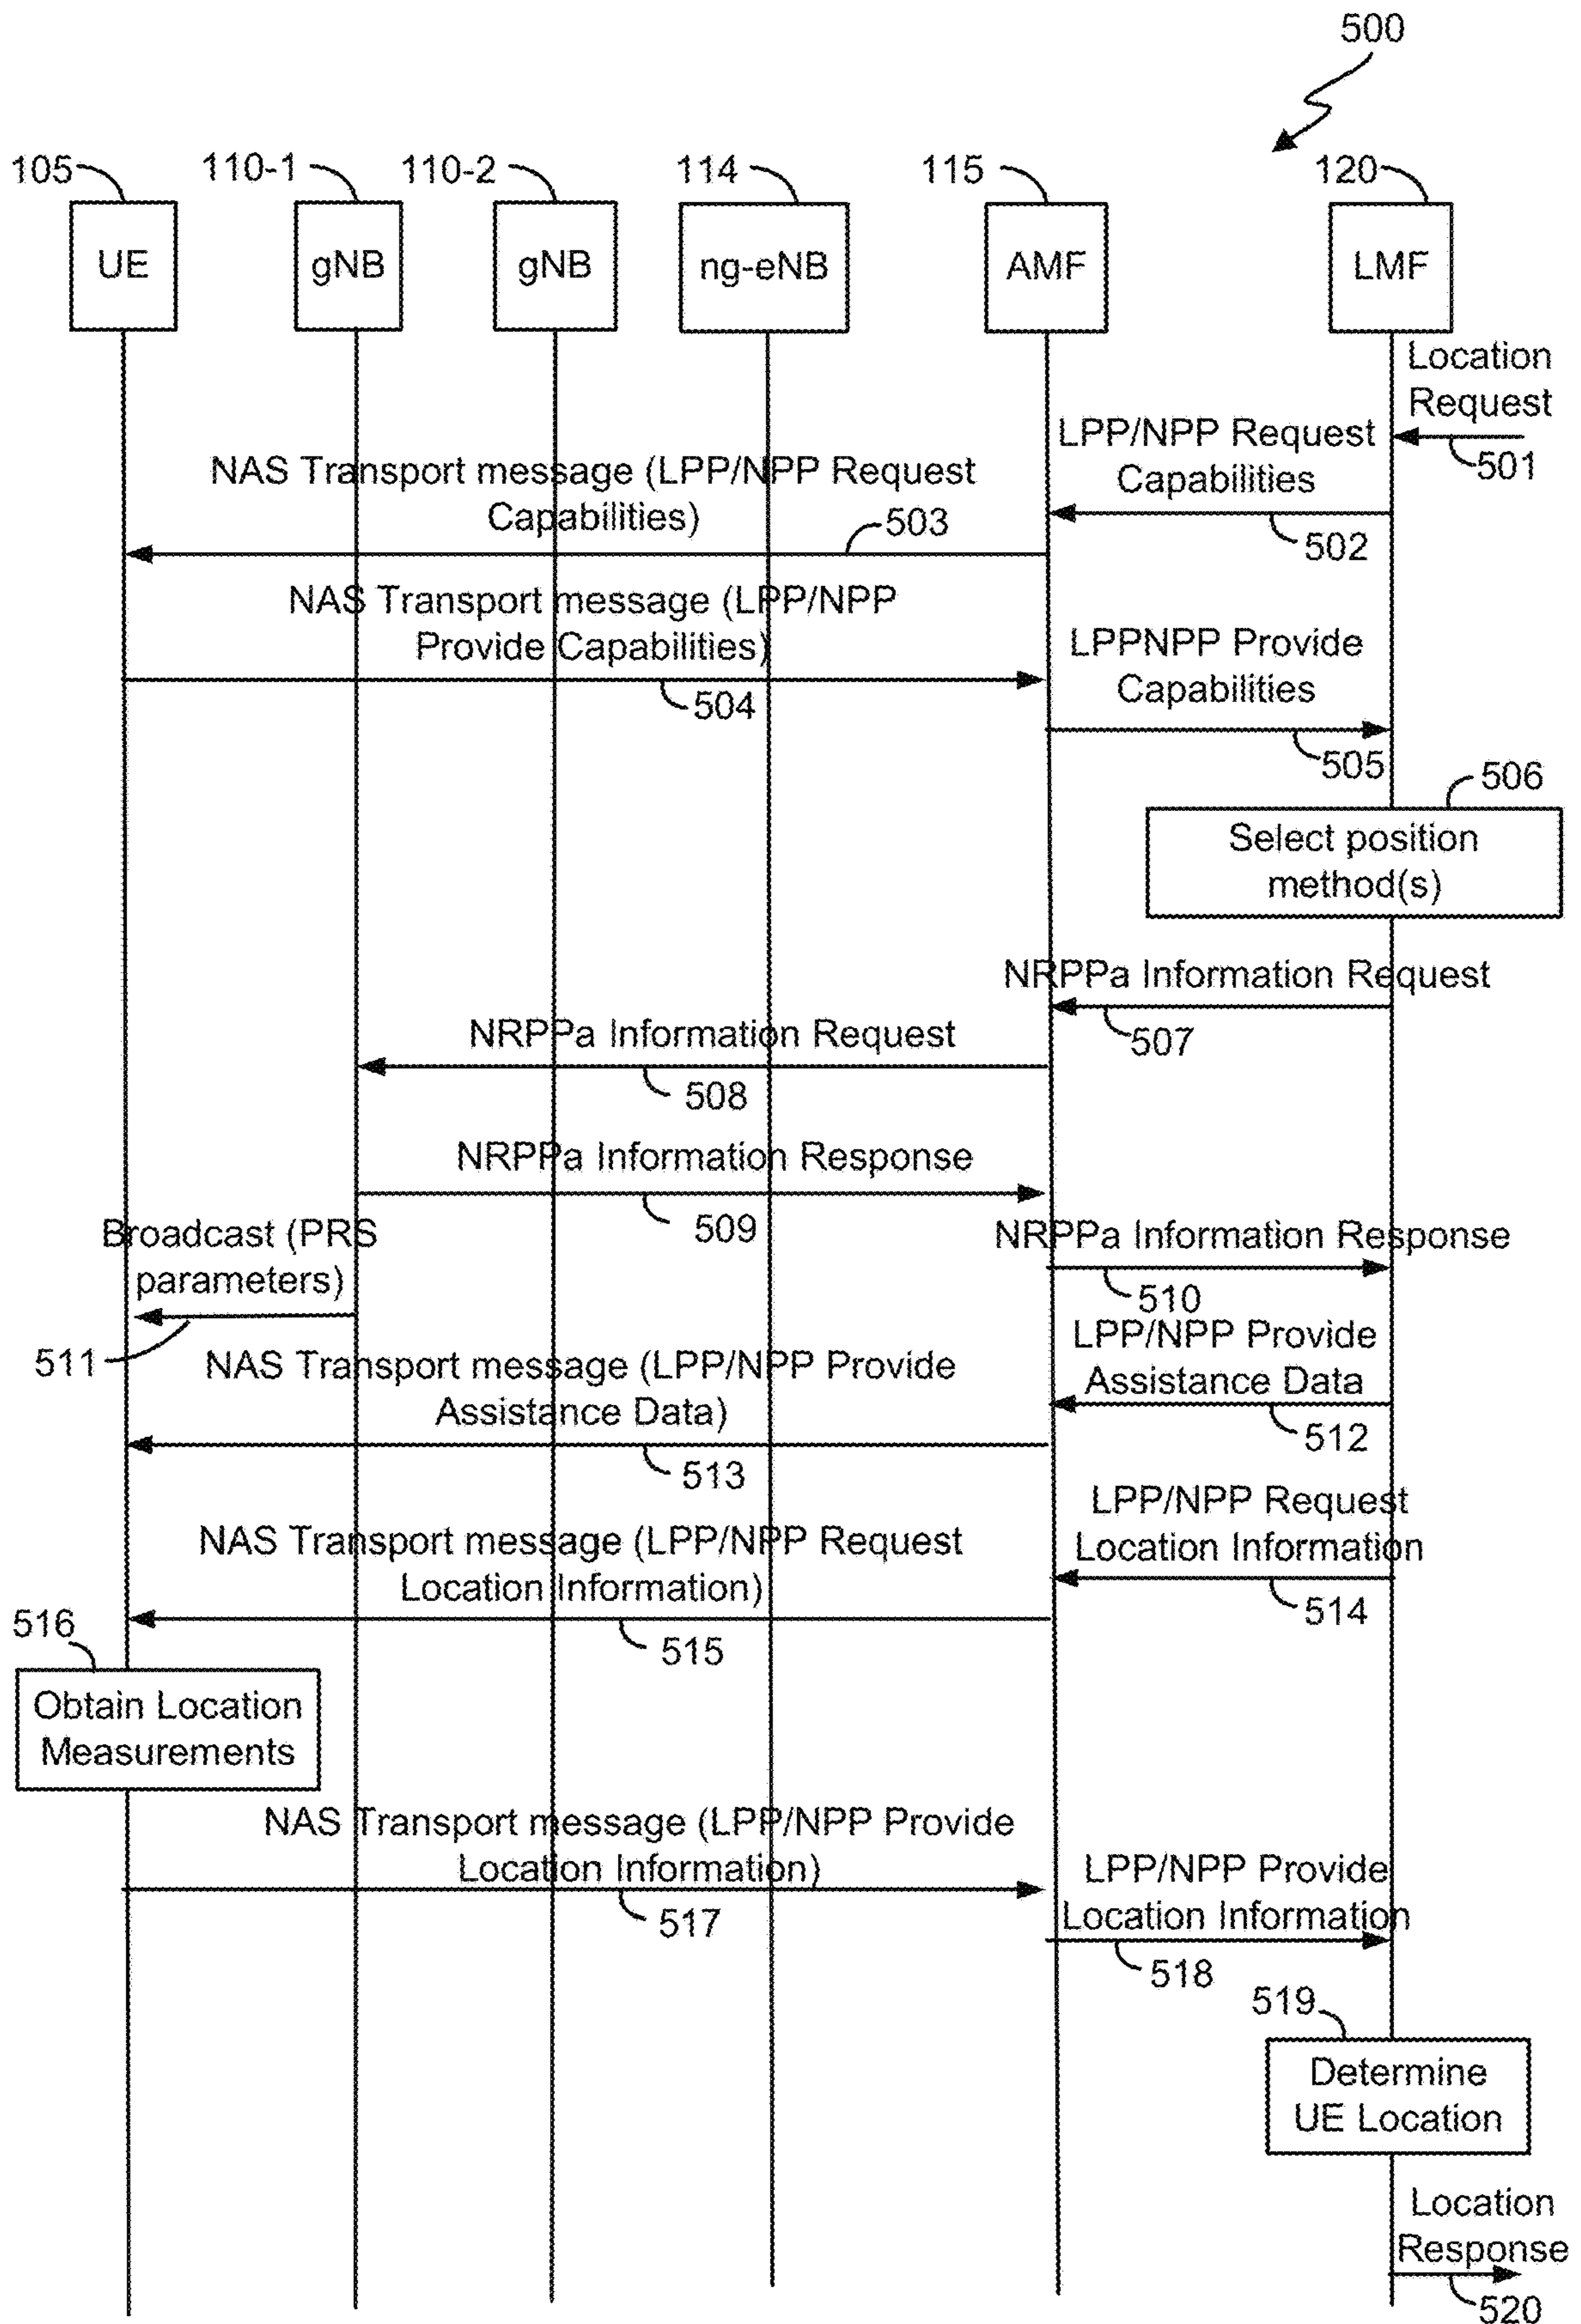 500
105
110-1
110-2
114
115
120
UE
gNB
gNB
ng-eNB
AMF
LMF
Location
Request
501
LPP/NPP Request
Capabilities
502
NAS Transport message (LPP/NPP Request
Capabilities)
503
NAS Transport message (LPP/NPP
Provide Capabilities)
504
LPPNPP Provide
Capabilities
505
506
Select position
method(s)
NRPPa Information Request
507
NRPPa Information Request
508
NRPPa Information Response
509
NRPPa Information Response
510
Broadcast (PRS
parameters)
511
LPP/NPP Provide
Assistance Data
512
NAS Transport message (LPP/NPP Provide
Assistance Data)
513
LPP/NPP Request
Location Information
514
NAS Transport message (LPP/NPP Request
Location Information)
515
516
Obtain Location
Measurements
NAS Transport message (LPP/NPP Provide
Location Information)
517
LPP/NPP Provide
Location Information
518
519
Determine
UE Location
Location
Response
520